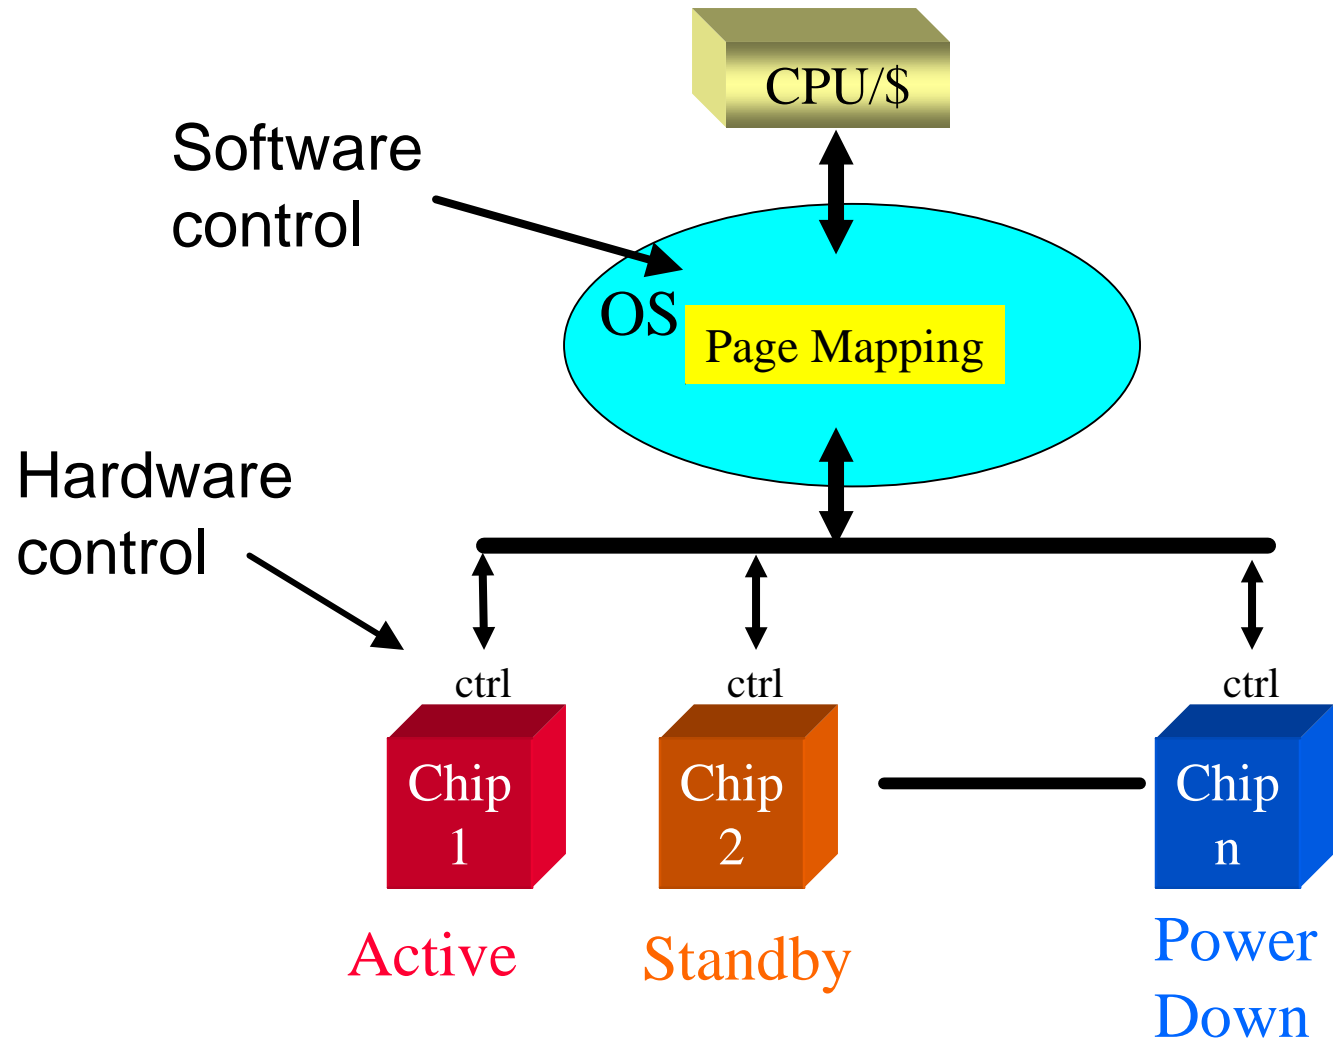 CPU/$
Software
control
OS
Page Mapping
Hardware
control
ctrl
ctrl
ctrl
Chip
1
Chip
2
Chip
n
Active
Standby
Power
Down